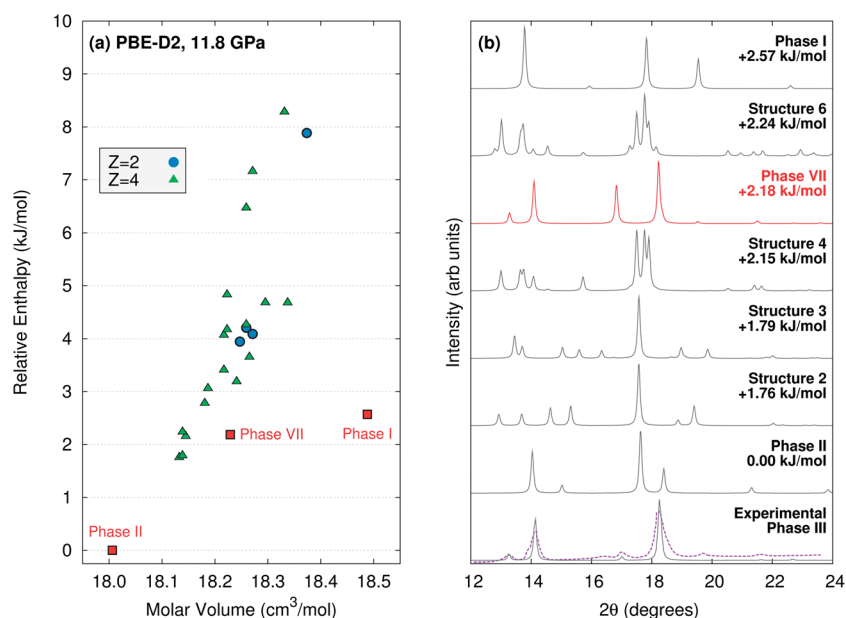 (a) PBE-D2, 11.8 GPa
10
9
8
7
6
5
4
3
2
1
0
Relative Enthalpy (kJ/mol)
Z=2
Z=4
Phase VII
Phase I
Phase II
18.0 18.1 18.2 18.3 18.4 18.5
Molar Volume (cm³/mol)
(b)
Intensity (arb units)
Phase I
+2.57 kJ/mol
Structure 6
+2.24 kJ/mol
Phase VII
+2.18 kJ/mol
Structure 4
+2.15 kJ/mol
Structure 3
+1.79 kJ/mol
Structure 2
+1.76 kJ/mol
Phase II
0.00 kJ/mol
Experimental
Phase III
12 14 16 18 20 22 24
2θ (degrees)